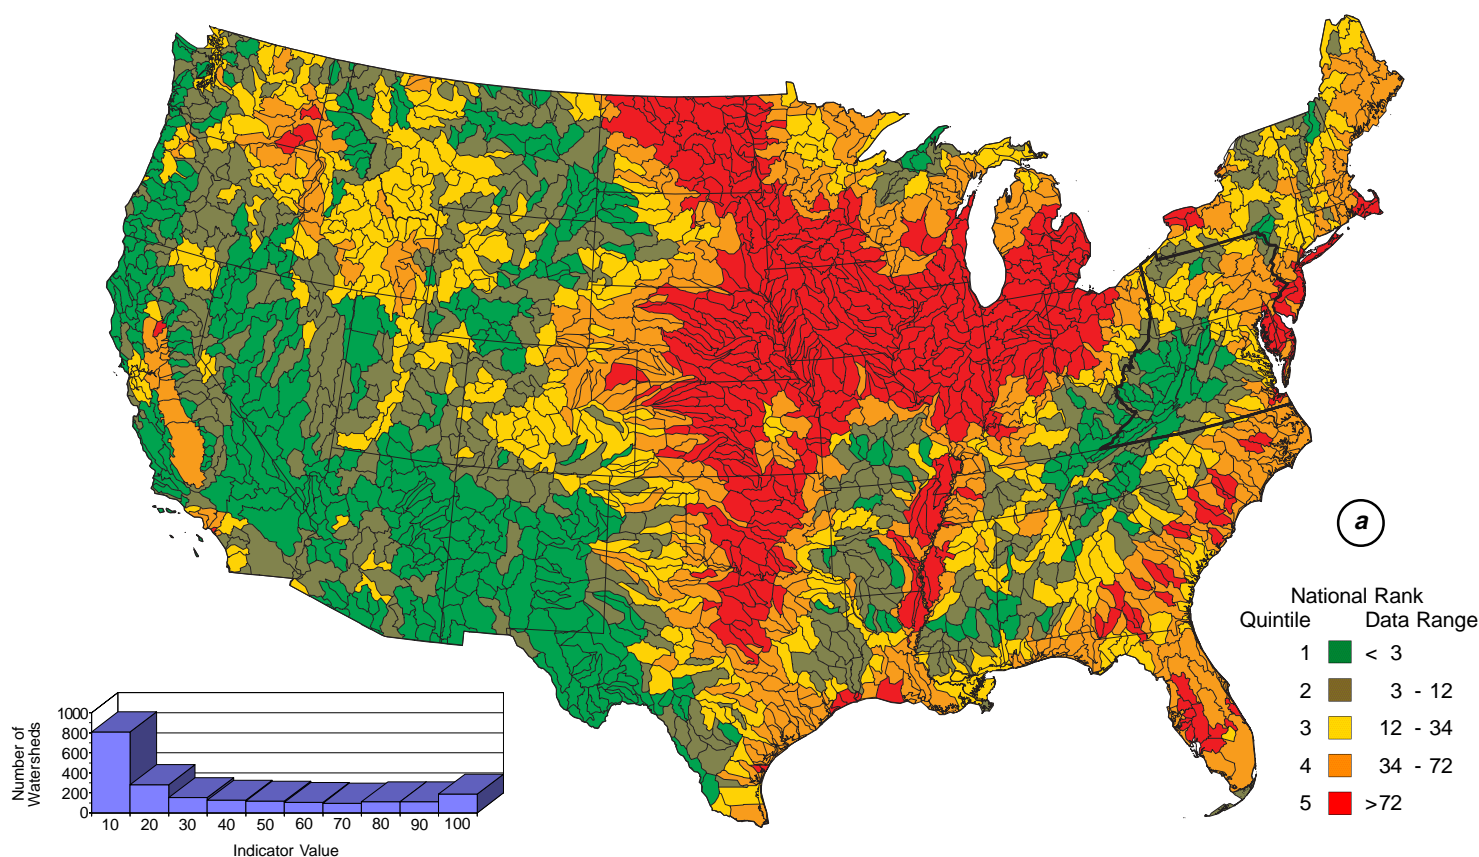 a
National Rank
Quintile Data Range
1 < 3
2 3 - 12
3 12 - 34
4 34 - 72
5 >72
Number of
Watersheds
1000
800
600
400
200
0
10 20 30 40 50 60 70 80 90 100
Indicator Value